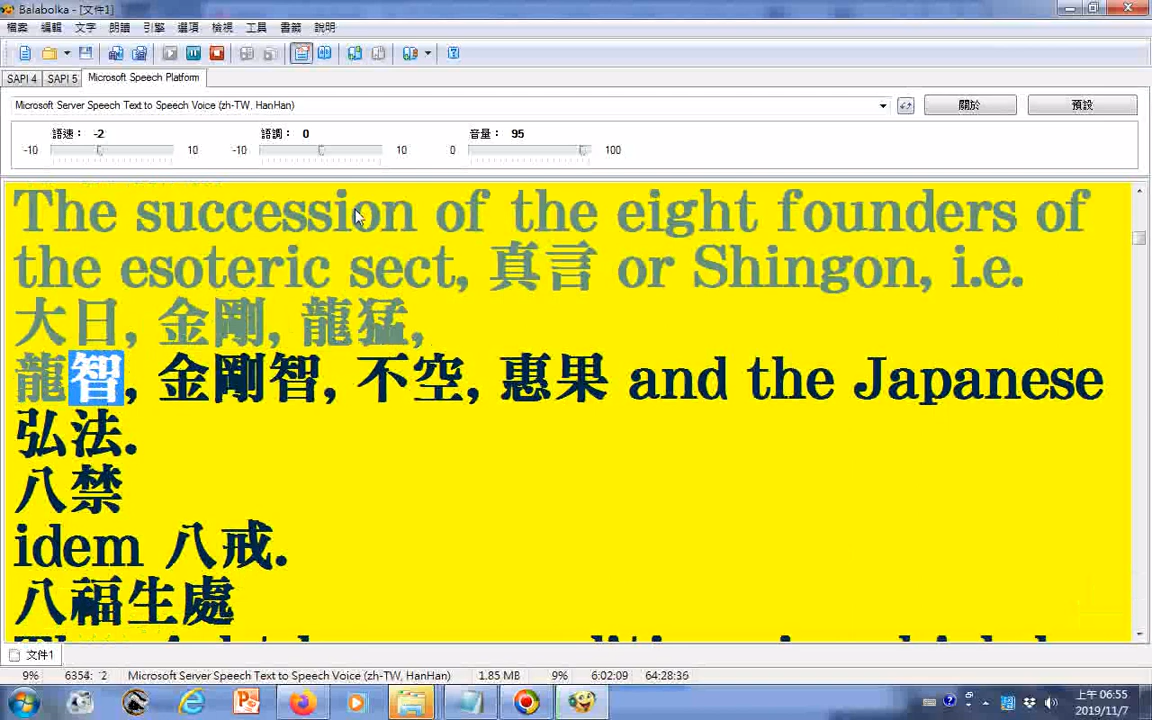 Balabolka - [文件1]
檔案 編輯 文字 朗讀 引擎 選項 檢視 工具 書籤 說明
SAPI 4 SAPI 5 Microsoft Speech Platform
Microsoft Server Speech Text to Speech Voice (zh-TW, HanHan) 關於 預設
語速： -2 語調： 0 音量： 95
-10 10 -10 10 0 100
The succession of the eight founders of
the esoteric sect, 真言 or Shingon, i.e.
大日, 金剛, 龍猛,
龍智, 金剛智, 不空, 惠果 and the Japanese
弘法.
八禁
idem 八戒.
八福生處
文件1
9% 6354: 2 Microsoft Server Speech Text to Speech Voice (zh-TW, HanHan) 1.85 MB 9% 6:02:09 64:28:36
上午 06:55
2019/11/7